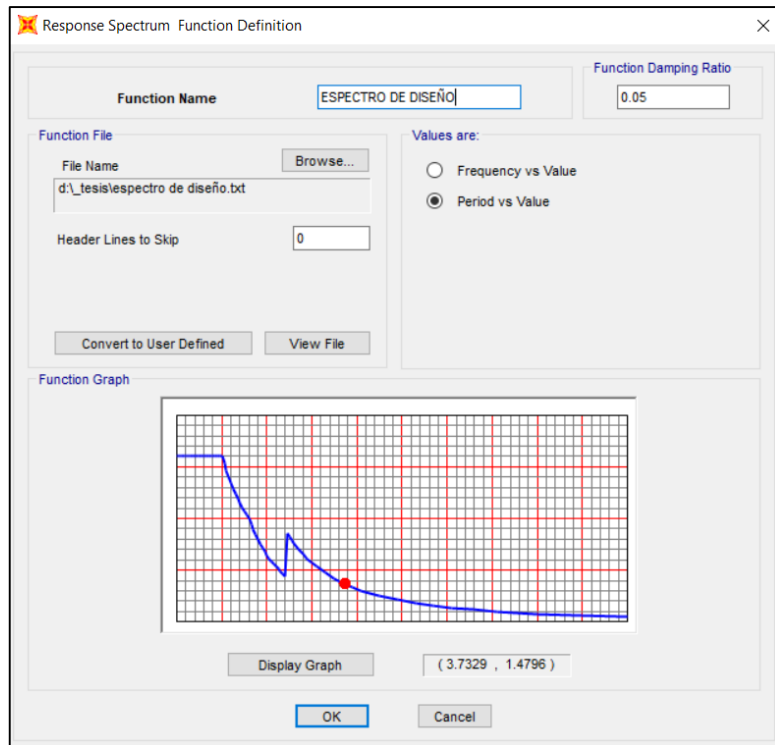 Response Spectrum  Function Definition
Function Damping Ratio
Function Name
ESPECTRO DE DISEÑO
0.05
Function File
Values are:
File Name
Browse...
d:\_tesis\espectro de diseño.txt
Frequency vs Value
Period vs Value
Header Lines to Skip
0
Convert to User Defined
View File
Function Graph
Display Graph
( 3.7329 , 1.4796 )
OK
Cancel